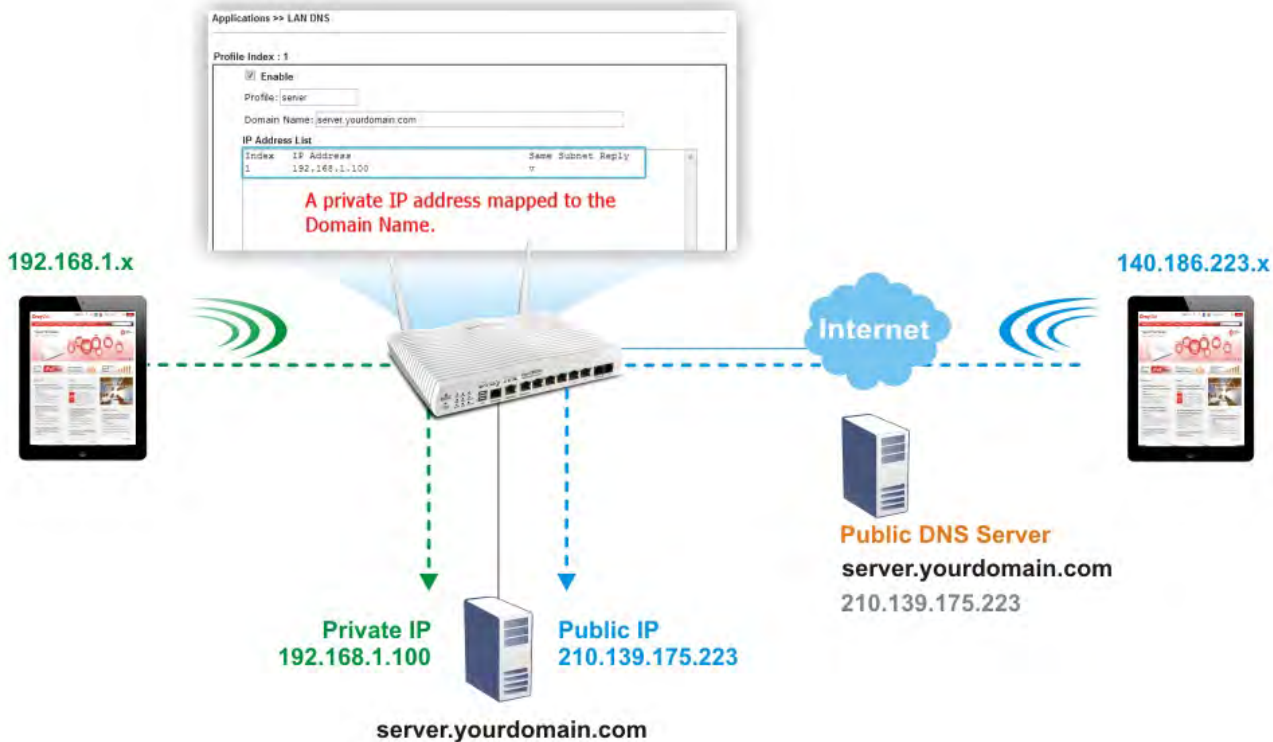 Applications >> LAN DNS
Profile Index : 1
Enable
Profile: server
Domain Name: server.yourdomain.com
IP Address List
Index IP Address Same Subnet Reply
1 192.168.1.100 v
A private IP address mapped to the
Domain Name.
192.168.1.x
140.186.223.x
Internet
Public DNS Server
server.yourdomain.com
210.139.175.223
Private IP
192.168.1.100
Public IP
210.139.175.223
server.yourdomain.com